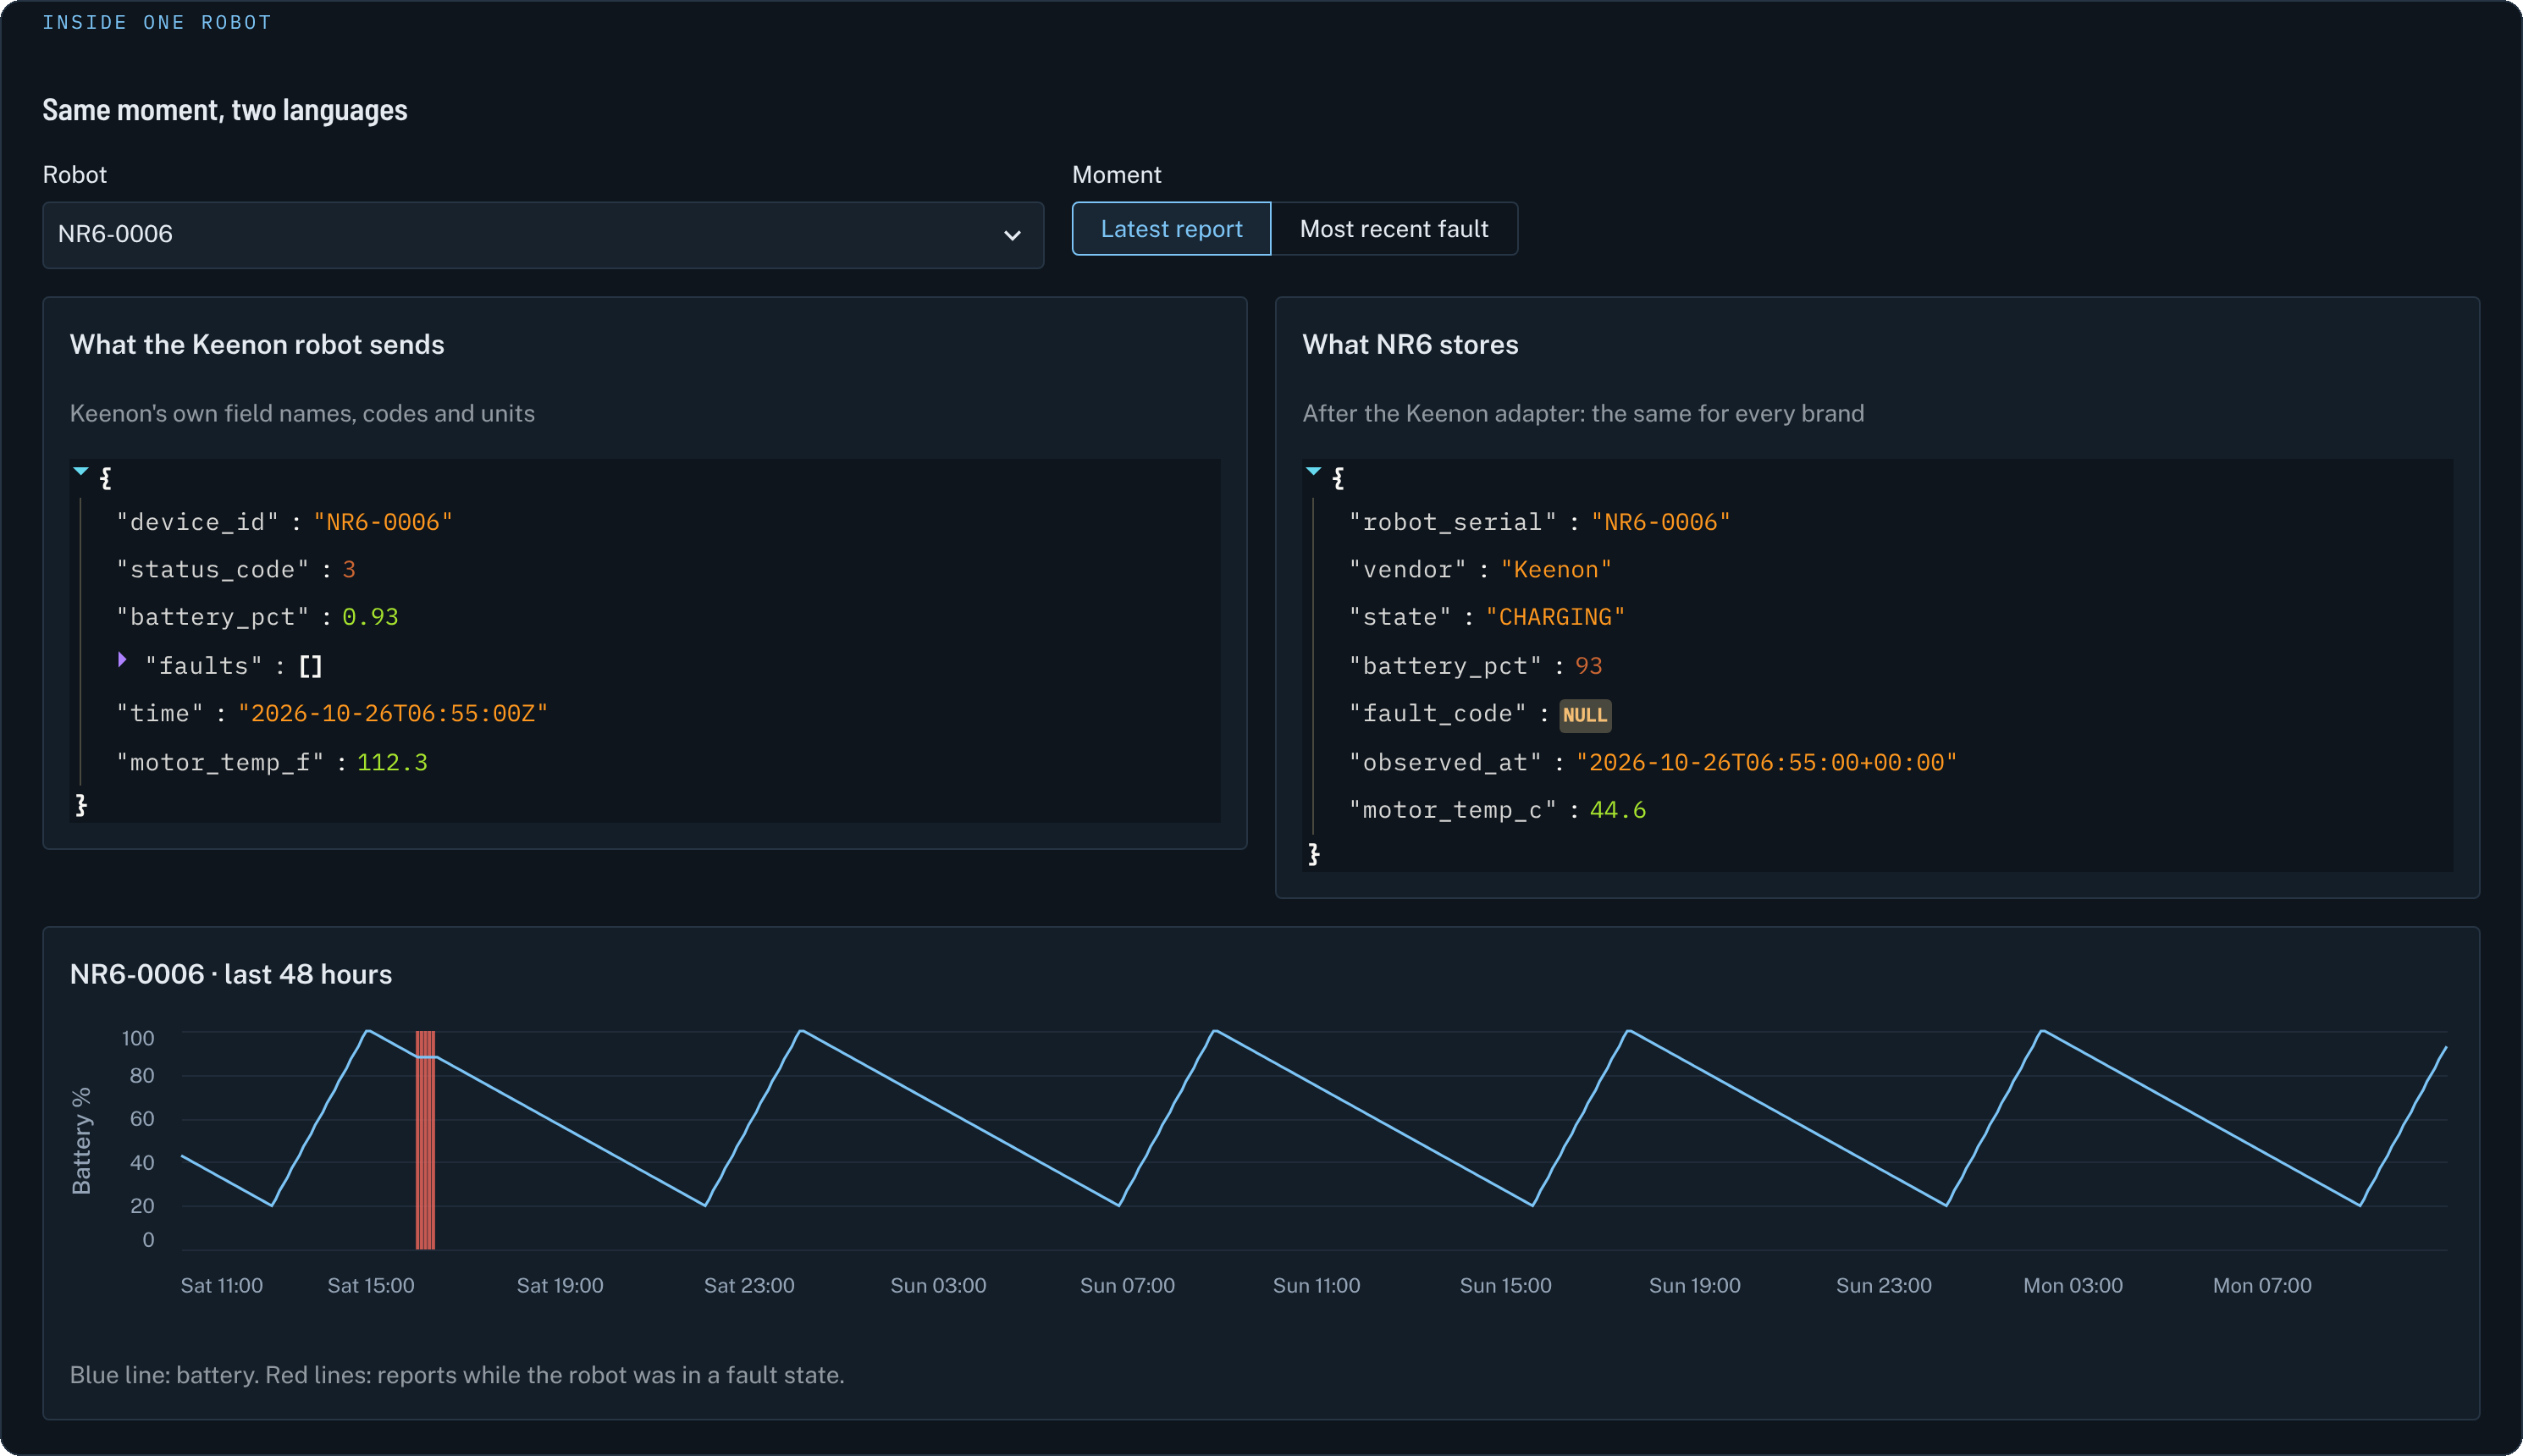 INSIDE ONE ROBOT
Same moment, two languages
Robot
NR6-0006
Moment
Latest report
Most recent fault
What the Keenon robot sends
Keenon's own field names, codes and units
{
"device_id" : "NR6-0006"
"status_code" : 3
"battery_pct" : 0.93
"faults" : []
"time" : "2026-10-26T06:55:00Z"
"motor_temp_f" : 112.3
}
What NR6 stores
After the Keenon adapter: the same for every brand
{
"robot_serial" : "NR6-0006"
"vendor" : "Keenon"
"state" : "CHARGING"
"battery_pct" : 93
"fault_code" : NULL
"observed_at" : "2026-10-26T06:55:00+00:00"
"motor_temp_c" : 44.6
}
NR6-0006 · last 48 hours
Battery %
100
80
60
40
20
0
Sat 11:00 Sat 15:00 Sat 19:00 Sat 23:00 Sun 03:00 Sun 07:00 Sun 11:00 Sun 15:00 Sun 19:00 Sun 23:00 Mon 03:00 Mon 07:00
Blue line: battery. Red lines: reports while the robot was in a fault state.